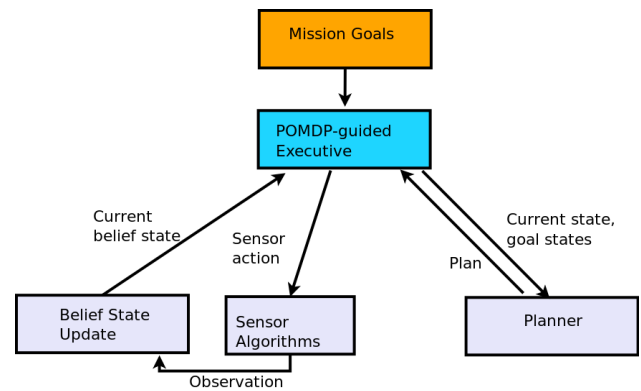 Mission Goals
POMDP-guided
Executive
Current
belief state
Sensor
action
Current state,
goal states
Plan
Belief State
Update
Sensor
Algorithms
Planner
Observation